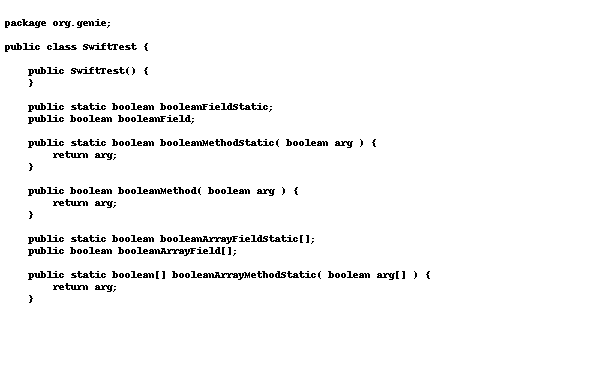 package org.genie;

public class SwiftTest {

    public SwiftTest() {
    }

    public static boolean booleanFieldStatic;
    public boolean booleanField;

    public static boolean booleanMethodStatic( boolean arg ) {
        return arg;
    }

    public boolean booleanMethod( boolean arg ) {
        return arg;
    }

    public static boolean booleanArrayFieldStatic[];
    public boolean booleanArrayField[];

    public static boolean[] booleanArrayMethodStatic( boolean arg[] ) {
        return arg;
    }